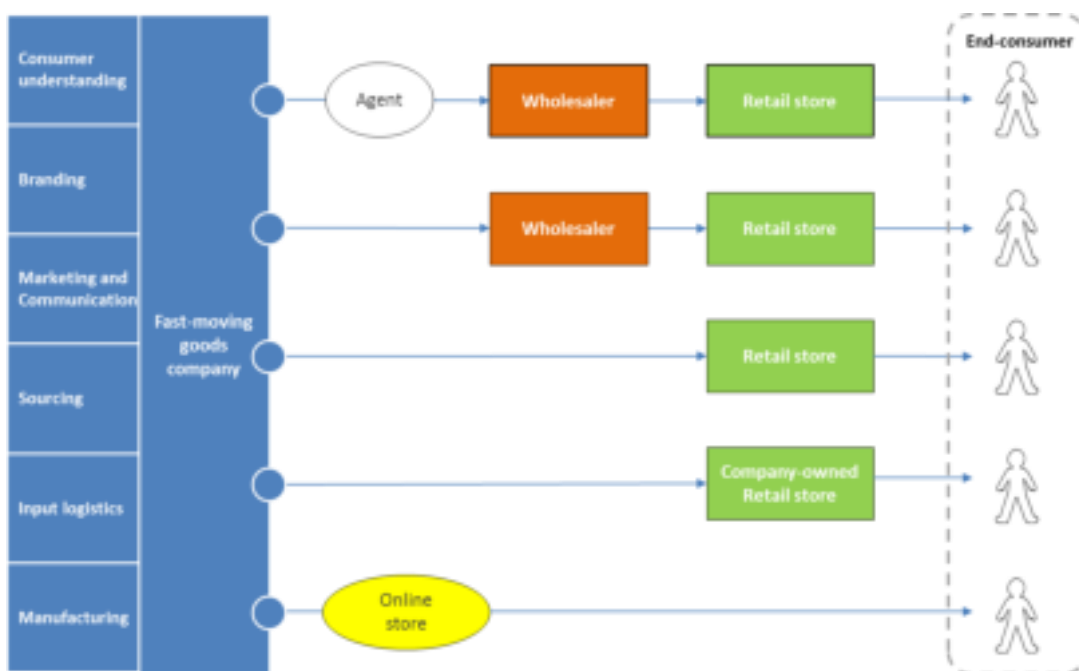 Consumer
understanding
Branding
Marketing and
Communication
Sourcing
Input logistics
Manufacturing
Fast-moving
goods
company
Agent
Wholesaler
Retail store
Wholesaler
Retail store
Retail store
Company-owned
Retail store
Online
store
End-consumer